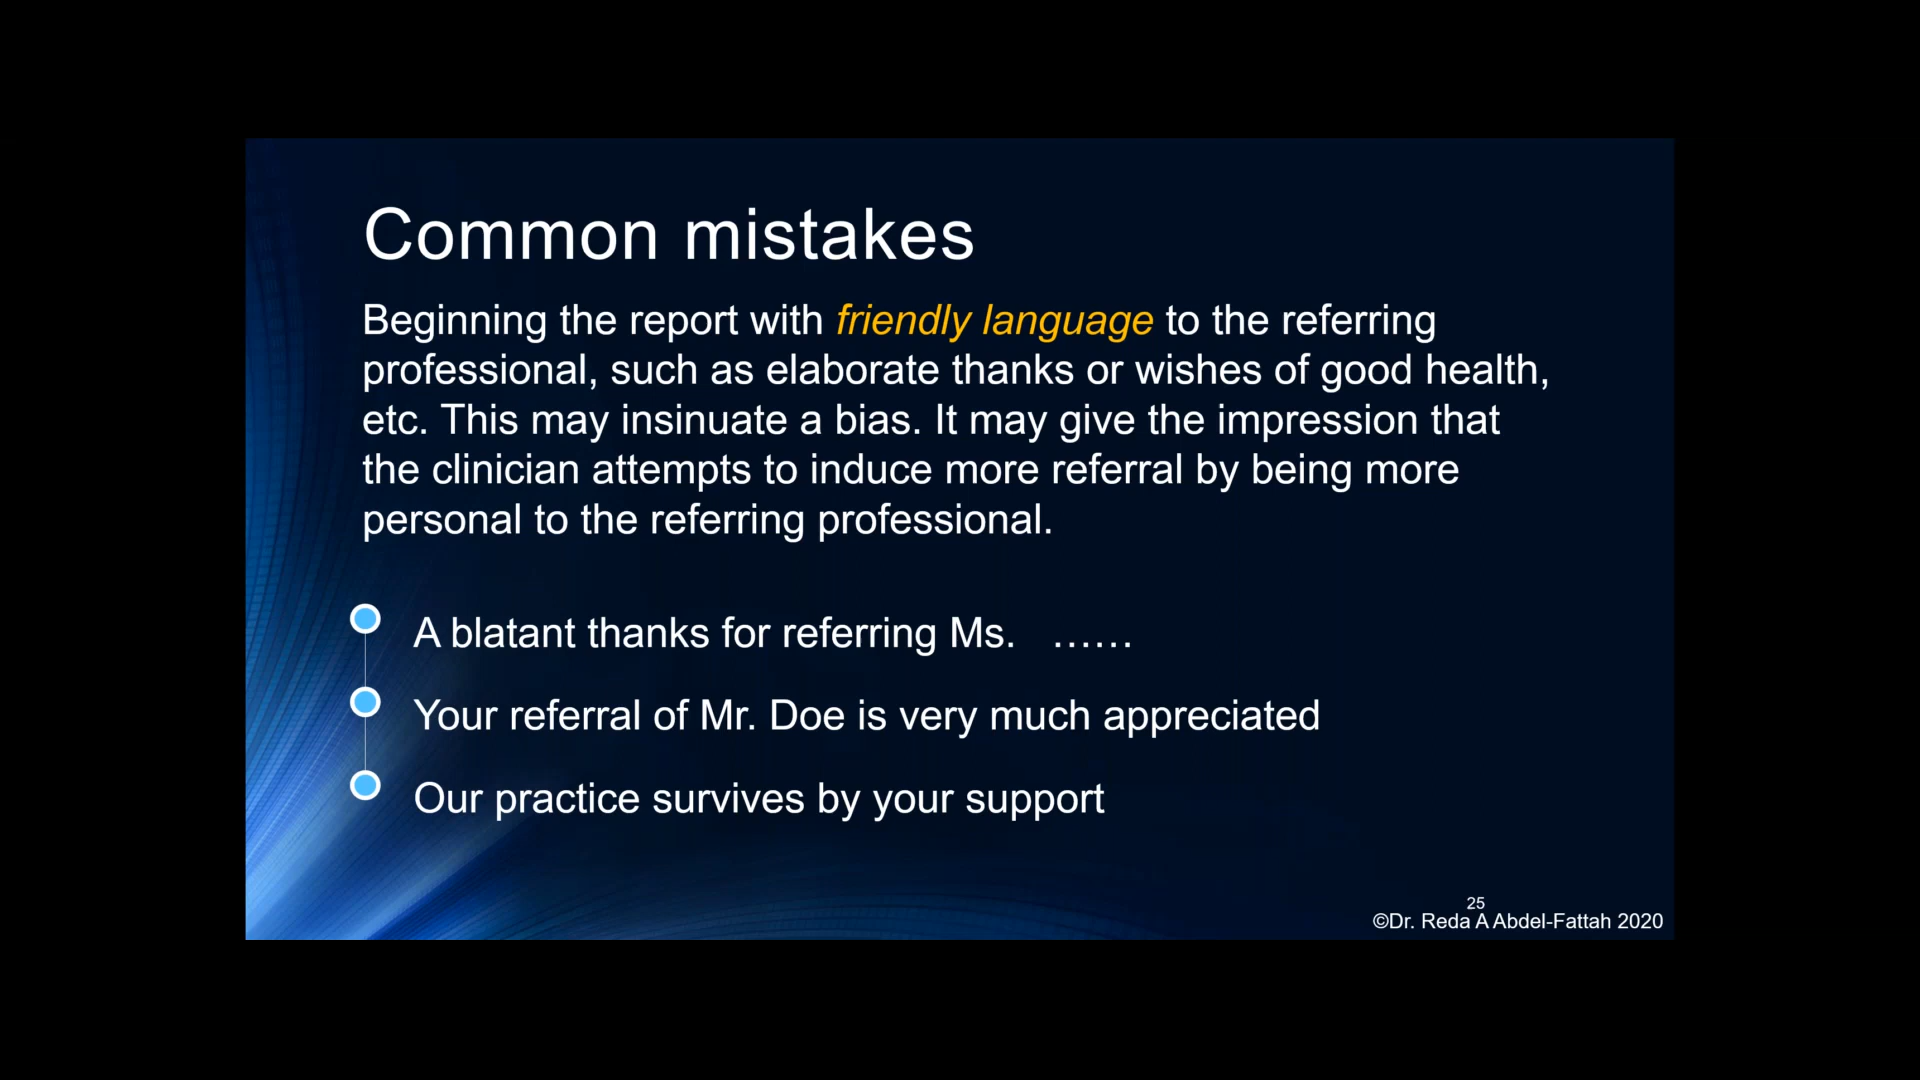 Common mistakes
Beginning the report with friendly language to the referring
professional, such as elaborate thanks or wishes of good health,
etc. This may insinuate a bias. It may give the impression that
the clinician attempts to induce more referral by being more
personal to the referring professional.
A blatant thanks for referring Ms. ……
Your referral of Mr. Doe is very much appreciated
Our practice survives by your support
25
©Dr. Reda A Abdel-Fattah 2020